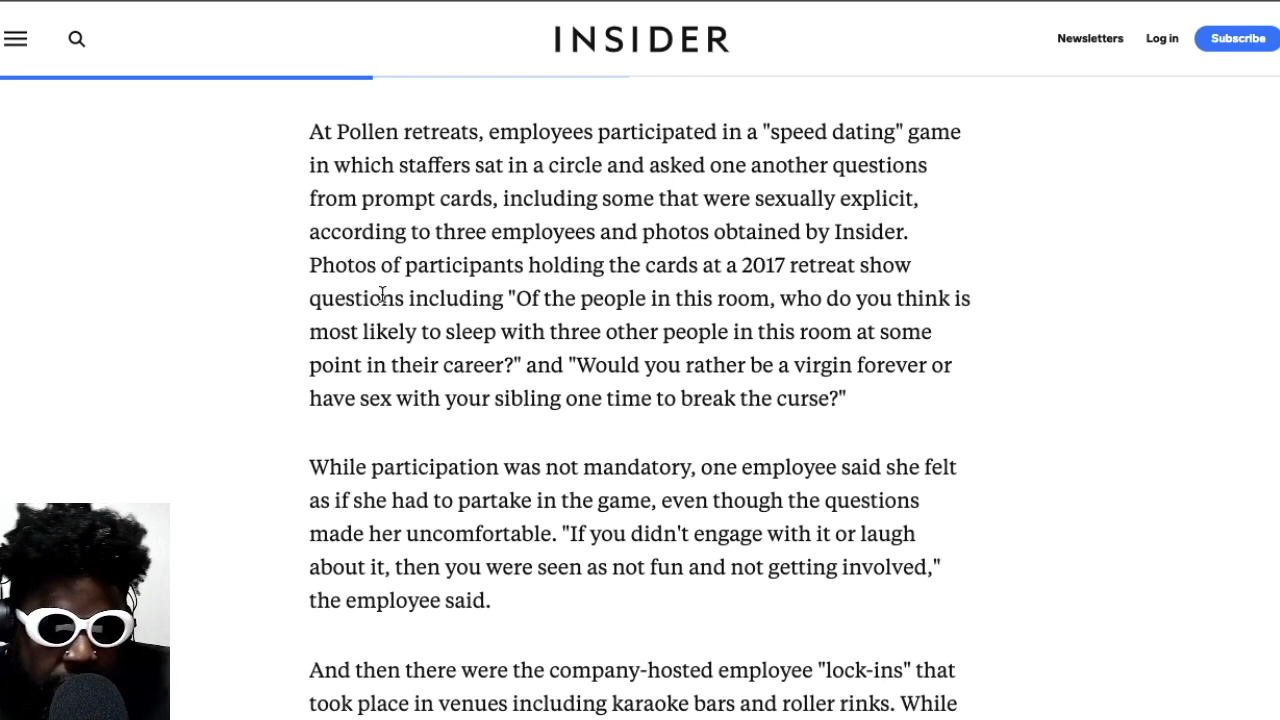 INSIDER
Newsletters
Log in
Subscribe
At Pollen retreats, employees participated in a "speed dating" game
in which staffers sat in a circle and asked one another questions
from prompt cards, including some that were sexually explicit,
according to three employees and photos obtained by Insider.
Photos of participants holding the cards at a 2017 retreat show
questions including "Of the people in this room, who do you think is
most likely to sleep with three other people in this room at some
point in their career?" and "Would you rather be a virgin forever or
have sex with your sibling one time to break the curse?"
While participation was not mandatory, one employee said she felt
as if she had to partake in the game, even though the questions
made her uncomfortable. "If you didn't engage with it or laugh
about it, then you were seen as not fun and not getting involved,"
the employee said.
And then there were the company-hosted employee "lock-ins" that
took place in venues including karaoke bars and roller rinks. While